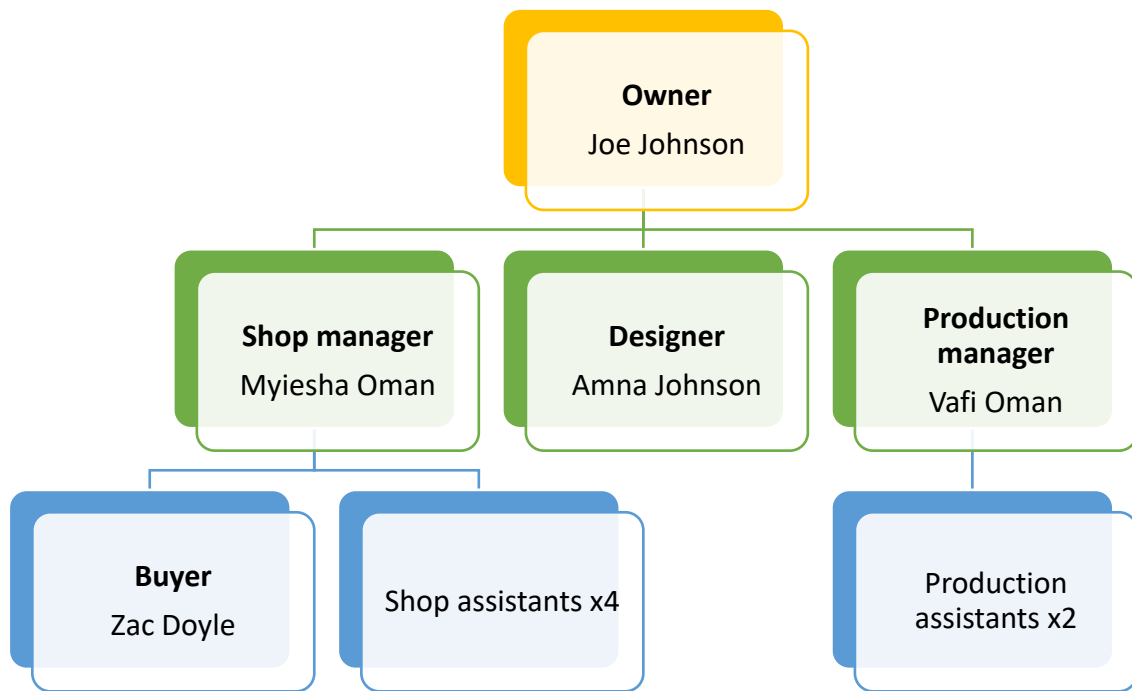 Owner
Joe Johnson
Shop manager
Myiesha Oman
Designer
Amna Johnson
Production
manager
Vafi Oman
Buyer
Zac Doyle
Shop assistants x4
Production
assistants x2